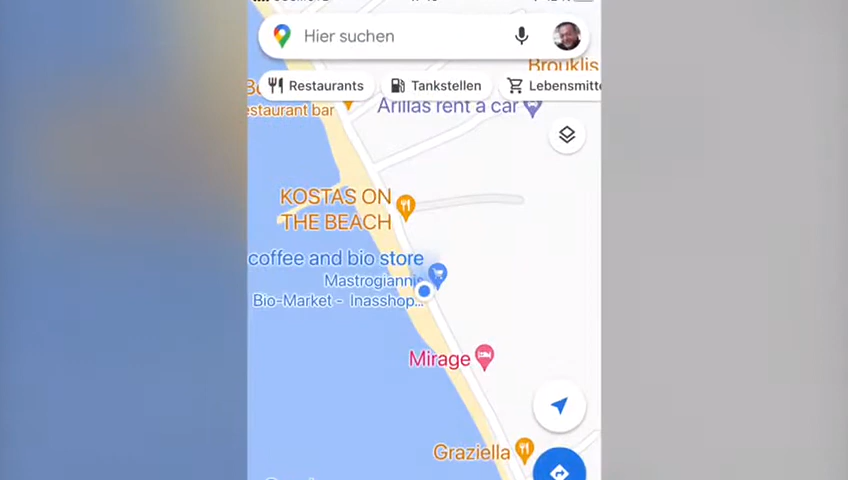 Hier suchen
Brouklis
Restaurants
Tankstellen
Lebensmitte
estaurant bar
Arillas rent a car
KOSTAS ON
THE BEACH
coffee and bio store
Mastrogiannis
Bio-Market - Inasshop...
Mirage
Graziella